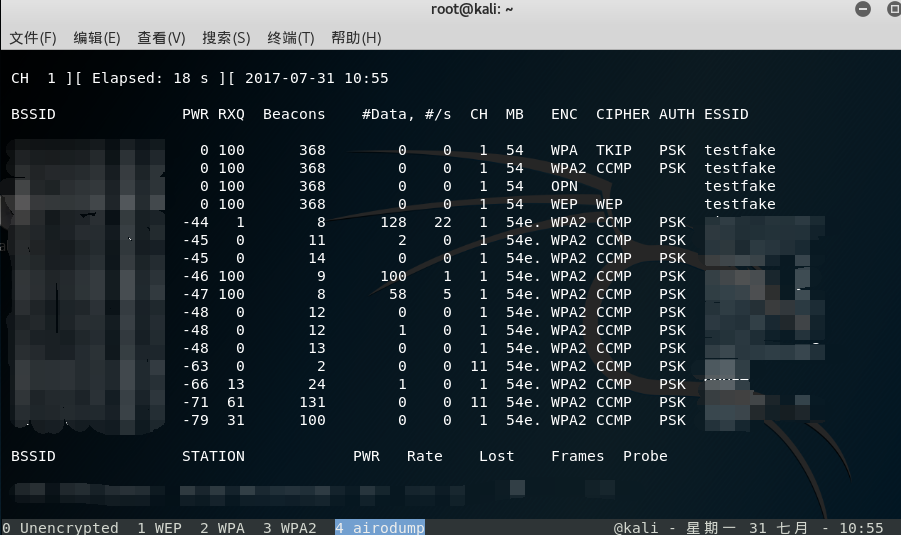 root@kali: ~
文件(F) 编辑(E) 查看(V) 搜索(S) 终端(T) 帮助(H)
CH 1 ][ Elapsed: 18 s ][ 2017-07-31 10:55
BSSID PWR RXQ Beacons #Data, #/s CH MB ENC CIPHER AUTH ESSID
0 100 368 0 0 1 54 WPA TKIP PSK testfake
0 100 368 0 0 1 54 WPA2 CCMP PSK testfake
0 100 368 0 0 1 54 OPN testfake
0 100 368 0 0 1 54 WEP WEP testfake
-44 1 8 128 22 1 54e. WPA2 CCMP PSK
-45 0 11 2 0 1 54e. WPA2 CCMP PSK
-45 0 14 0 0 1 54e. WPA2 CCMP PSK
-46 100 9 100 1 1 54e. WPA2 CCMP PSK
-47 100 8 58 5 1 54e. WPA2 CCMP PSK
-48 0 12 0 0 1 54e. WPA2 CCMP PSK
-48 0 12 1 0 1 54e. WPA2 CCMP PSK
-48 0 13 0 0 1 54e. WPA2 CCMP PSK
-63 0 2 0 0 11 54e. WPA2 CCMP PSK
-66 13 24 1 0 1 54e. WPA2 CCMP PSK
-71 61 131 0 0 11 54e. WPA2 CCMP PSK
-79 31 100 0 0 1 54e. WPA2 CCMP PSK
BSSID STATION PWR Rate Lost Frames Probe
0 Unencrypted 1 WEP 2 WPA 3 WPA2 4 airodump @kali - 星期一 31 七月 - 10:55